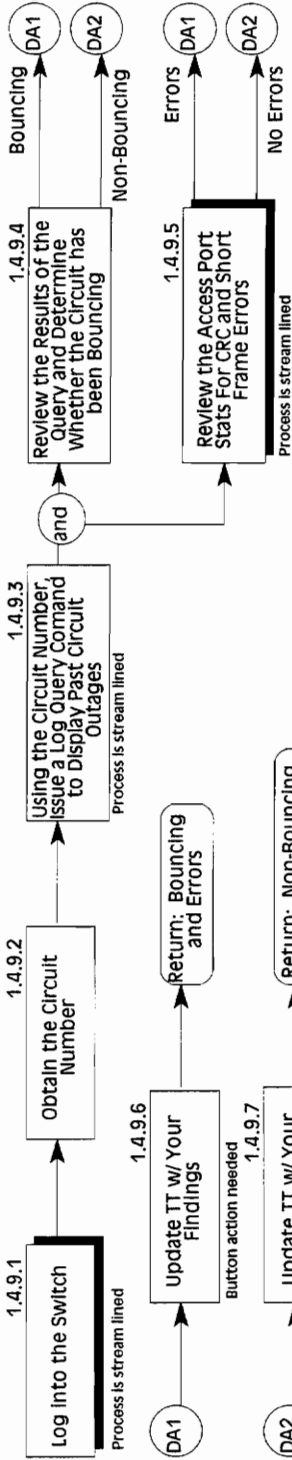 1.4.9.1
Log into the Switch
Process is stream lined
1.4.9.2
Obtain the Circuit
Number
1.4.9.3
Using the Circuit Number,
Issue a Log Query Comand
to Display Past Circuit
Outages
Process is stream lined
and
1.4.9.4
Review the Results of the
Query and Determine
Whether the Circuit has
been Bouncing
Bouncing
DA1
Non-Bouncing
DA2
1.4.9.5
Review the Access Port
Stats For CRC and Short
Frame Errors
Process is stream lined
Errors
DA1
No Errors
DA2
DA1
1.4.9.6
Update TT w/ Your
Findings
Button action needed
Return: Bouncing
and Errors
DA2
1.4.9.7
Update TT w/ Your
Return: Non-Bouncing